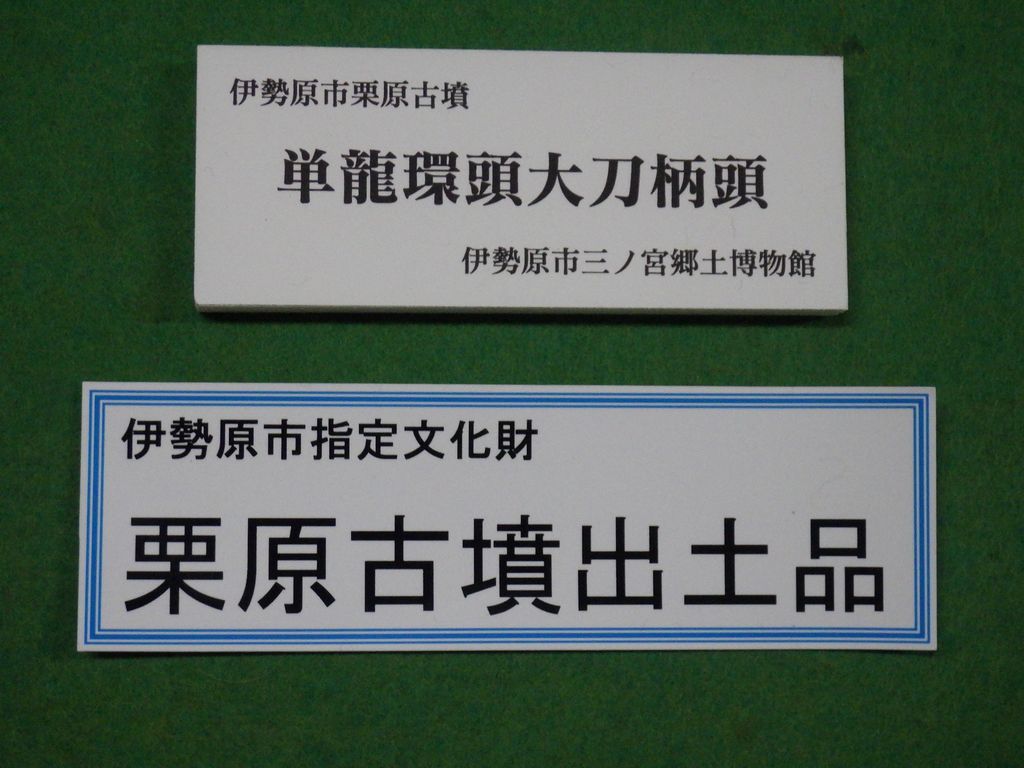 伊勢原市栗原古墳
単龍環頭大刀柄頭
伊勢原市三ノ宮郷土博物館
伊勢原市指定文化財
栗原古墳出土品